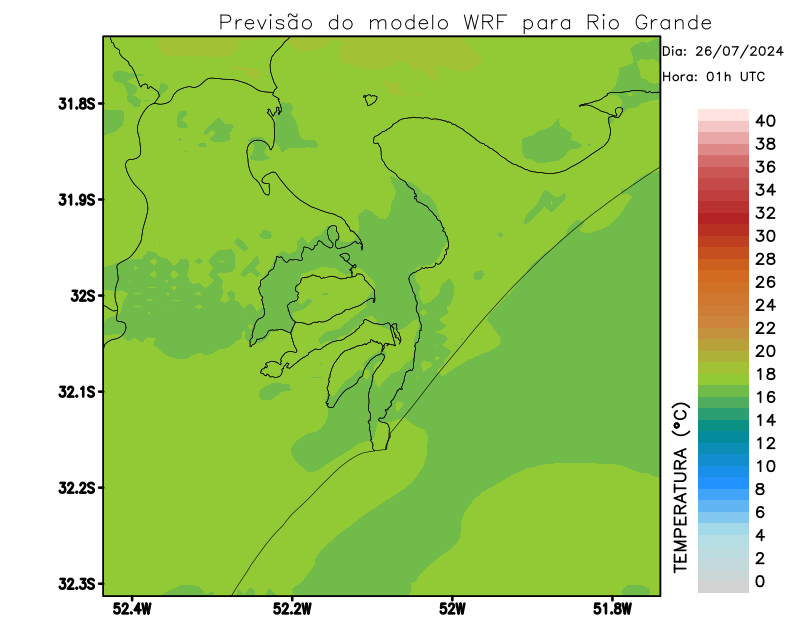 Previsão do modelo WRF para Rio Grande
Dia: 26/07/2024
Hora: 01h UTC
31.8S
31.9S
32S
32.1S
32.2S
32.3S
52.4W
52.2W
52W
51.8W
TEMPERATURA (ºC)
40
38
36
34
32
30
28
26
24
22
20
18
16
14
12
10
8
6
4
2
0